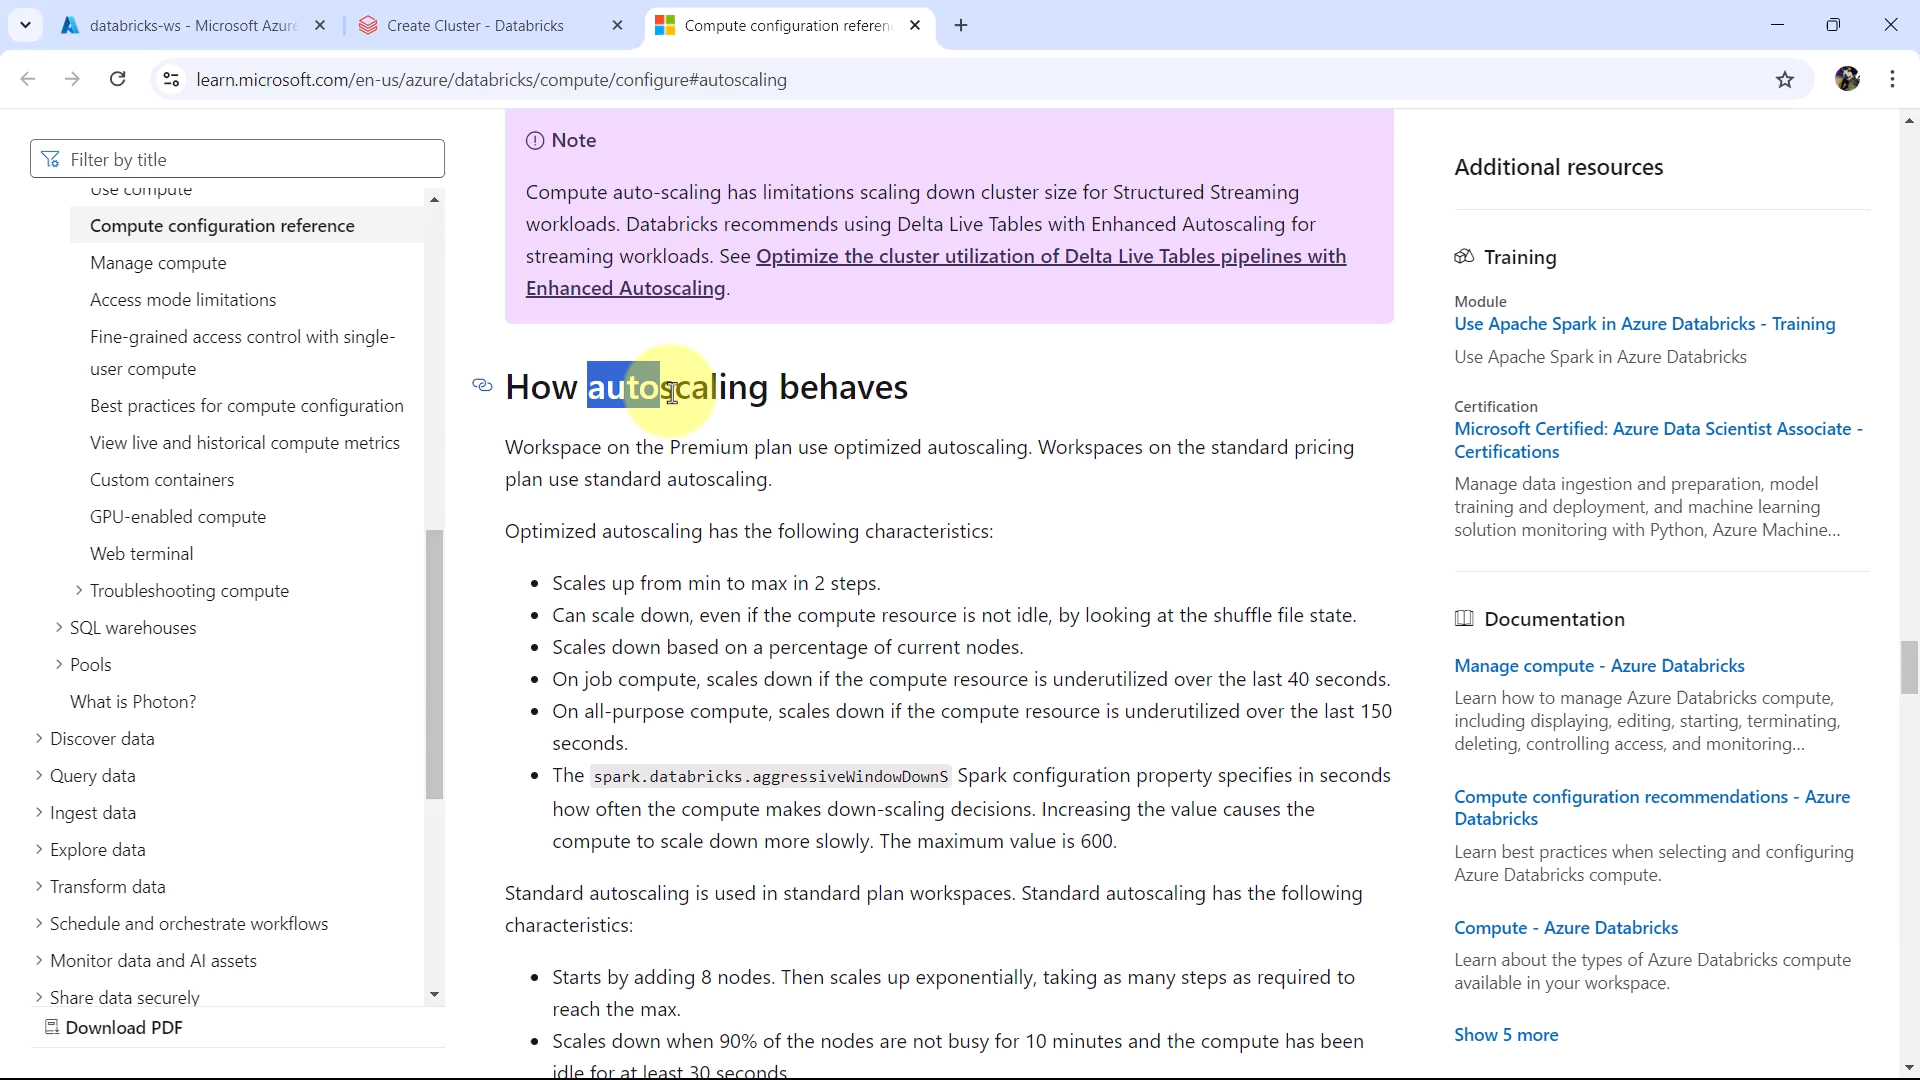 databricks-ws - Microsoft Azure
Create Cluster - Databricks
Compute configuration referen
learn.microsoft.com/en-us/azure/databricks/compute/configure#autoscaling
Filter by title
Use compute
Compute configuration reference
Manage compute
Access mode limitations
Fine-grained access control with single-
user compute
Best practices for compute configuration
View live and historical compute metrics
Custom containers
GPU-enabled compute
Web terminal
Troubleshooting compute
SQL warehouses
Pools
What is Photon?
Discover data
Query data
Ingest data
Explore data
Transform data
Schedule and orchestrate workflows
Monitor data and AI assets
Share data securely
Download PDF
Note
Compute auto-scaling has limitations scaling down cluster size for Structured Streaming
workloads. Databricks recommends using Delta Live Tables with Enhanced Autoscaling for
streaming workloads. See Optimize the cluster utilization of Delta Live Tables pipelines with
Enhanced Autoscaling.
How autoscaling behaves
Workspace on the Premium plan use optimized autoscaling. Workspaces on the standard pricing
plan use standard autoscaling.
Optimized autoscaling has the following characteristics:
• Scales up from min to max in 2 steps.
• Can scale down, even if the compute resource is not idle, by looking at the shuffle file state.
• Scales down based on a percentage of current nodes.
• On job compute, scales down if the compute resource is underutilized over the last 40 seconds.
• On all-purpose compute, scales down if the compute resource is underutilized over the last 150
seconds.
• The spark.databricks.aggressiveWindowDownS Spark configuration property specifies in seconds
how often the compute makes down-scaling decisions. Increasing the value causes the
compute to scale down more slowly. The maximum value is 600.
Standard autoscaling is used in standard plan workspaces. Standard autoscaling has the following
characteristics:
• Starts by adding 8 nodes. Then scales up exponentially, taking as many steps as required to
reach the max.
• Scales down when 90% of the nodes are not busy for 10 minutes and the compute has been
idle for at least 30 seconds
Additional resources
Training
Module
Use Apache Spark in Azure Databricks - Training
Use Apache Spark in Azure Databricks
Certification
Microsoft Certified: Azure Data Scientist Associate -
Certifications
Manage data ingestion and preparation, model
training and deployment, and machine learning
solution monitoring with Python, Azure Machine...
Documentation
Manage compute - Azure Databricks
Learn how to manage Azure Databricks compute,
including displaying, editing, starting, terminating,
deleting, controlling access, and monitoring...
Compute configuration recommendations - Azure
Databricks
Learn best practices when selecting and configuring
Azure Databricks compute.
Compute - Azure Databricks
Learn about the types of Azure Databricks compute
available in your workspace.
Show 5 more